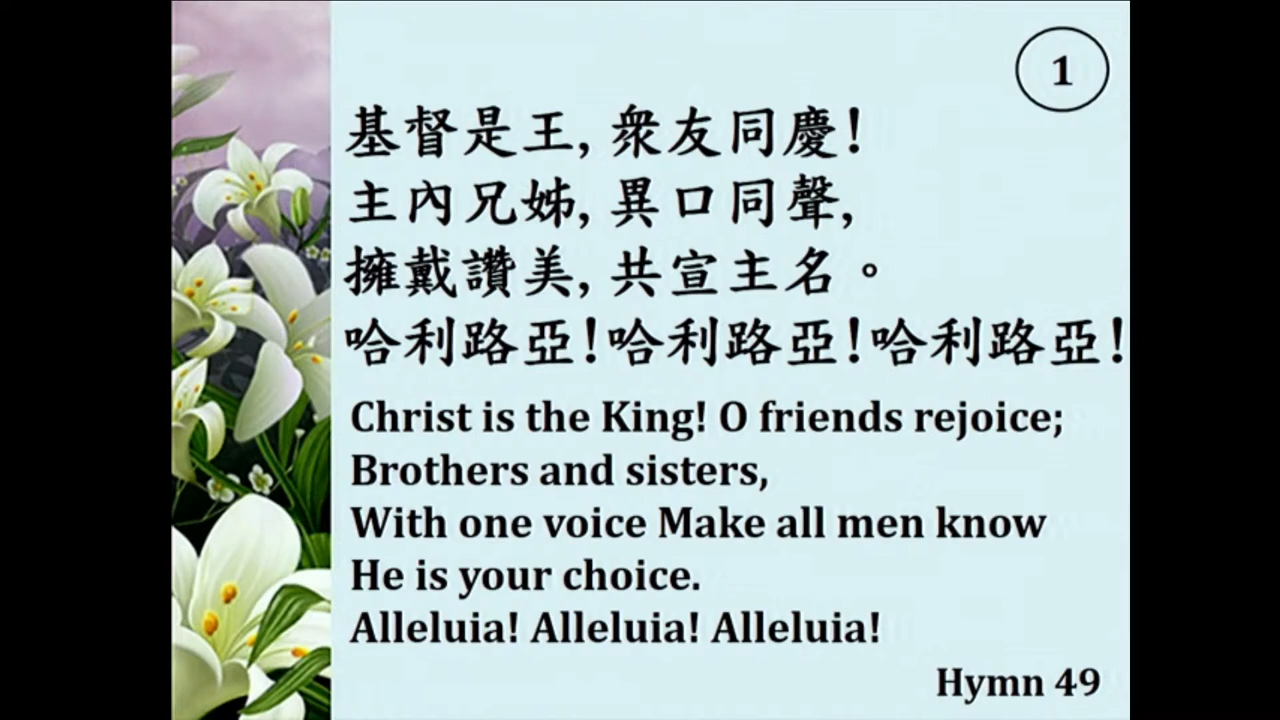 1
基督是王, 衆友同慶!
主內兄姊, 異口同聲,
擁戴讚美, 共宣主名。
哈利路亞!哈利路亞!哈利路亞!
Christ is the King! O friends rejoice;
Brothers and sisters,
With one voice Make all men know
He is your choice.
Alleluia! Alleluia! Alleluia!
Hymn 49